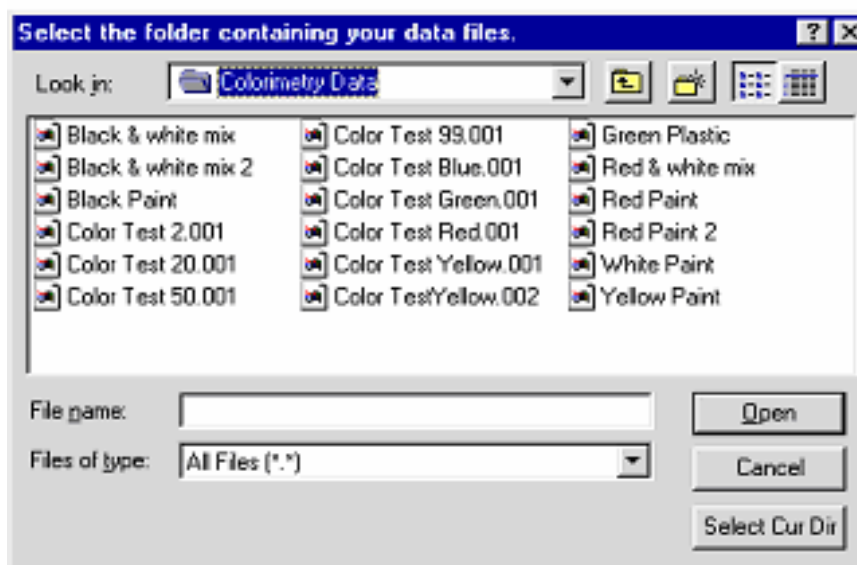 Select the folder containing your data files.
Look in: Colorimetry Data
Black & white mix
Black & white mix 2
Black Paint
Color Test 2.001
Color Test 20.001
Color Test 50.001
Color Test 99.001
Color Test Blue.001
Color Test Green.001
Color Test Red.001
Color Test Yellow.001
Color TestYellow.002
Green Plastic
Red & white mix
Red Paint
Red Paint 2
White Paint
Yellow Paint
File name:
Open
Files of type: All Files (*.*)
Cancel
Select Cur Dir